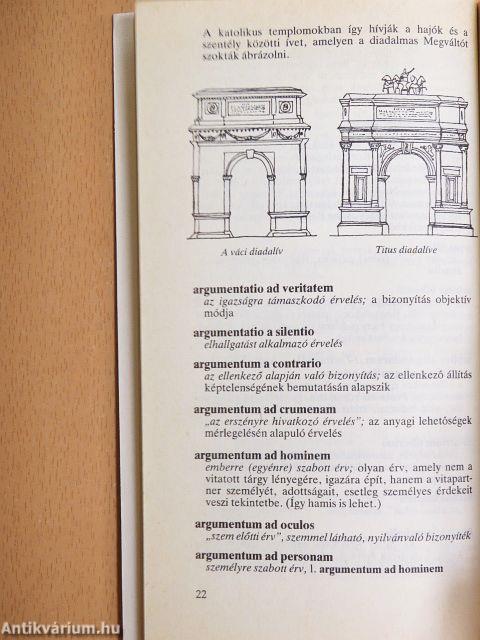 A katolikus templomokban így hívják a hajók és a
szentély közötti ívet, amelyen a diadalmas Megváltót
szokták ábrázolni.
A váci diadalív
Titus diadalíve
argumentatio ad veritatem
az igazságra támaszkodó érvelés; a bizonyítás objektív
módja
argumentatio a silentio
elhallgatást alkalmazó érvelés
argumentum a contrario
az ellenkező alapján való bizonyítás; az ellenkező állítás
képtelenségének bemutatásán alapszik
argumentum ad crumenam
„az erszényre hivatkozó érvelés”; az anyagi lehetőségek
mérlegelésén alapuló érvelés
argumentum ad hominem
emberre (egyénre) szabott érv; olyan érv, amely nem a
vitatott tárgy lényegére, igazára épít, hanem a vitapart-
ner személyét, adottságait, esetleg személyes érdekeit
veszi tekintetbe. (Így hamis is lehet.)
argumentum ad oculos
„szem előtti érv”, szemmel látható, nyilvánvaló bizonyíték
argumentum ad personam
személyre szabott érv, l. argumentum ad hominem
22
Antikvárium.hu